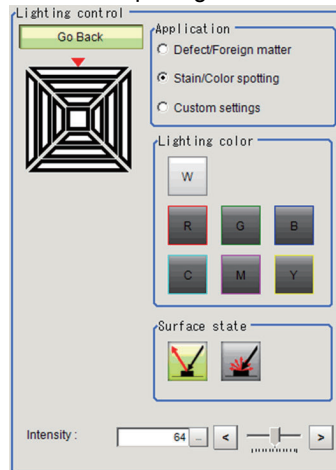 Lighting control
Go Back
Application
Defect/Foreign matter
Stain/Color spotting
Custom settings
Lighting color
W
R G B
C M Y
Surface state
Intensity : 64 ... < >